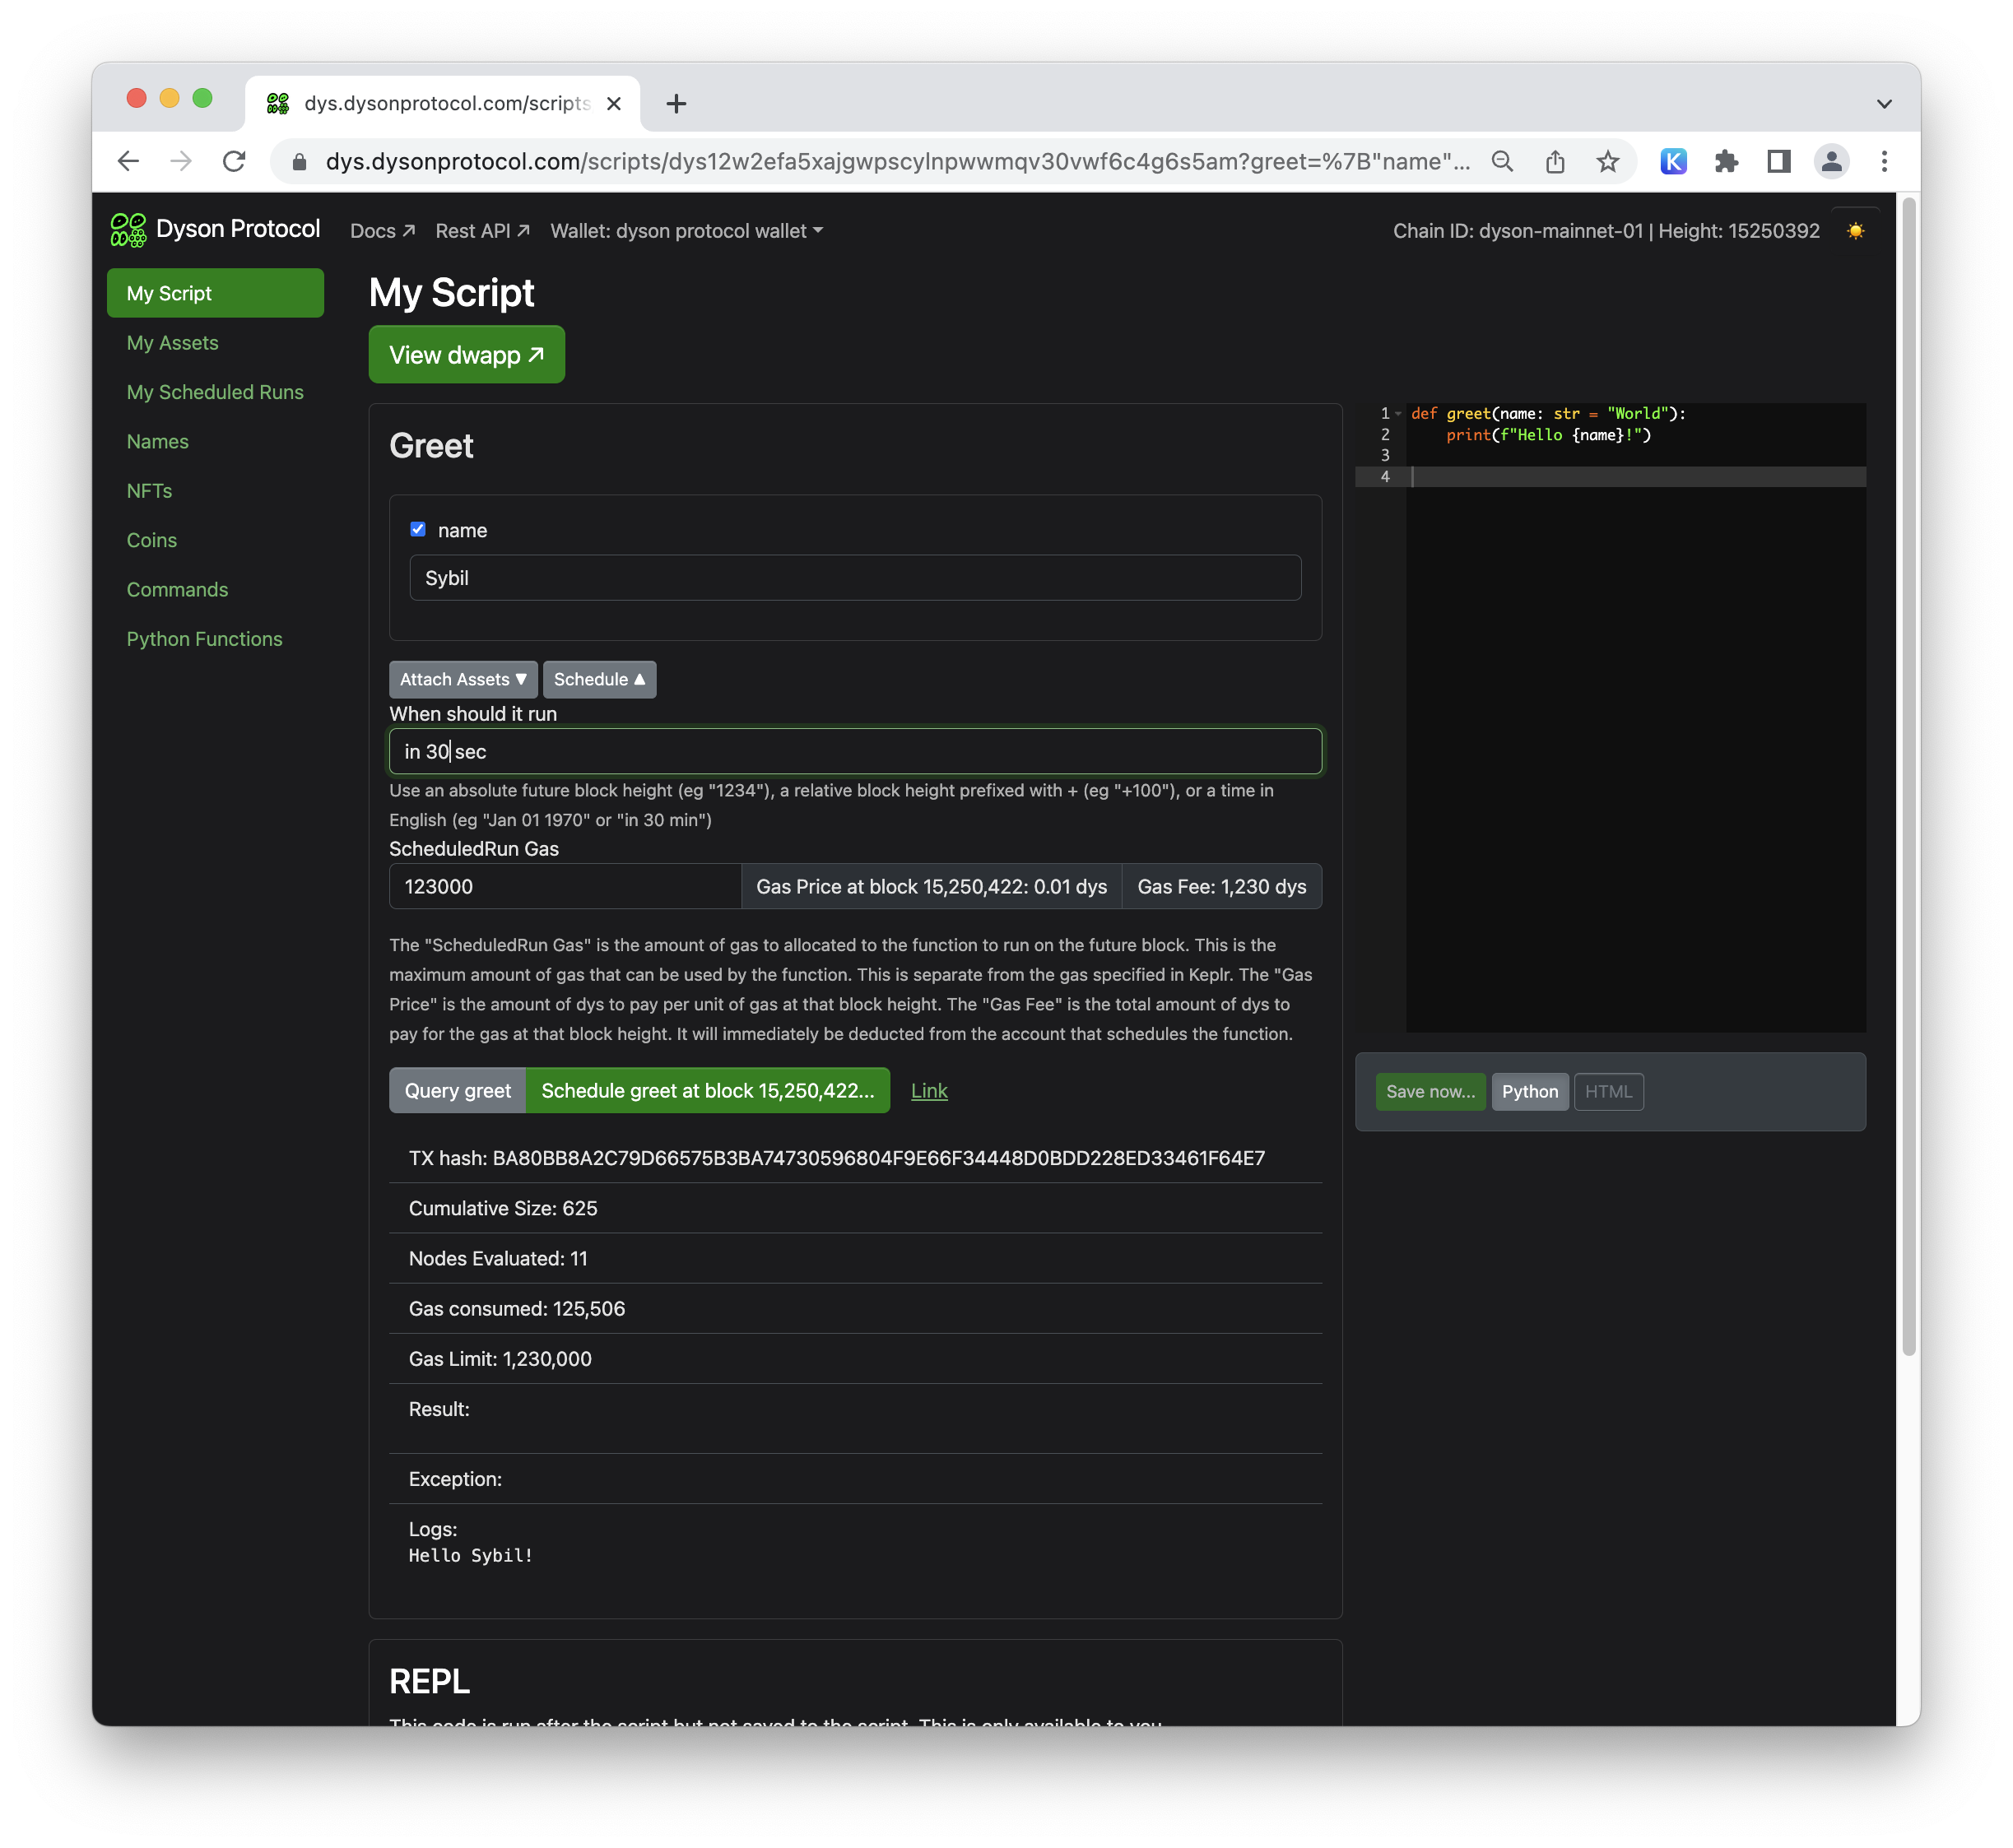 dys.dysonprotocol.com/scripts
dys.dysonprotocol.com/scripts/dys12w2efa5xajgwpscylnpwwmqv30vwf6c4g6s5am?greet=%7B"name"...
Dyson Protocol
Docs ↗ Rest API ↗ Wallet: dyson protocol wallet
Chain ID: dyson-mainnet-01 | Height: 15250392
My Script
My Assets
My Scheduled Runs
Names
NFTs
Coins
Commands
Python Functions
My Script
View dwapp ↗
Greet
name
Sybil
Attach Assets ▼ Schedule ▲
When should it run
in 30 sec
Use an absolute future block height (eg "1234"), a relative block height prefixed with + (eg "+100"), or a time in
English (eg "Jan 01 1970" or "in 30 min")
ScheduledRun Gas
123000 Gas Price at block 15,250,422: 0.01 dys Gas Fee: 1,230 dys
The "ScheduledRun Gas" is the amount of gas to allocated to the function to run on the future block. This is the
maximum amount of gas that can be used by the function. This is separate from the gas specified in Keplr. The "Gas
Price" is the amount of dys to pay per unit of gas at that block height. The "Gas Fee" is the total amount of dys to
pay for the gas at that block height. It will immediately be deducted from the account that schedules the function.
Query greet Schedule greet at block 15,250,422... Link
TX hash: BA80BB8A2C79D66575B3BA74730596804F9E66F34448D0BDD228ED33461F64E7
Cumulative Size: 625
Nodes Evaluated: 11
Gas consumed: 125,506
Gas Limit: 1,230,000
Result:
Exception:
Logs:
Hello Sybil!
REPL
This code is run after the script but not saved to the script. This is only available to you
1 def greet(name: str = "World"):
2 print(f"Hello {name}!")
3
4
Save now... Python HTML
K